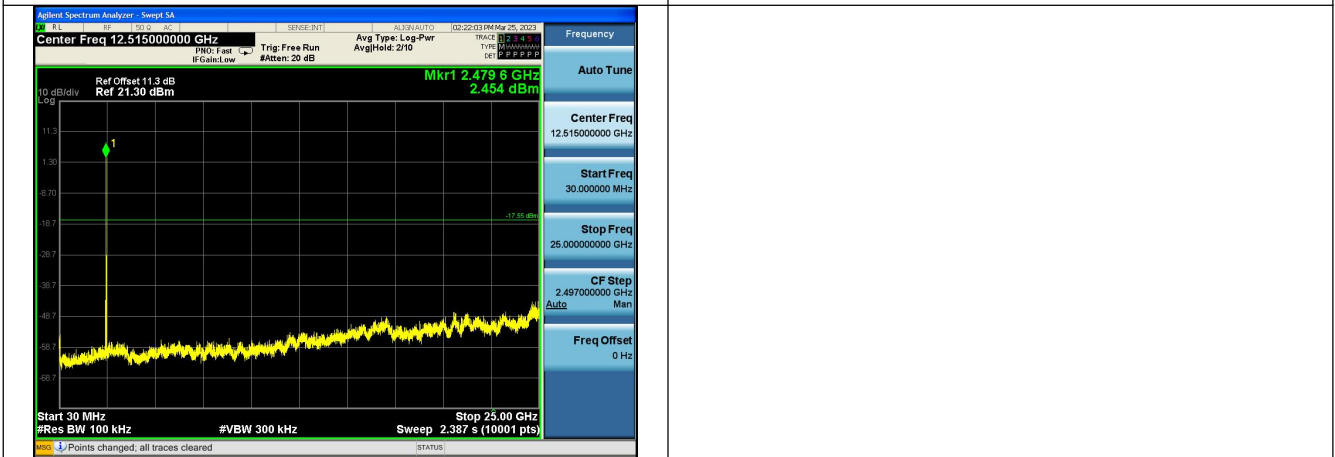 Agilent Spectrum Analyzer - Swept SA
RL RF 50 Ω AC SENSE:INT ALIGN AUTO 02:22:03 PM Mar 25, 2023
Center Freq 12.515000000 GHz
PNO: Fast
IFGain:Low
Trig: Free Run
#Atten: 20 dB
Avg Type: Log-Pwr
Avg|Hold: 2/10
TRACE 1 2 3 4 5 6
TYPE M
DET P P P P P P
Ref Offset 11.3 dB
10 dB/div Ref 21.30 dBm
Log
Mkr1 2.479 6 GHz
2.454 dBm
11.3
1
1.30
-8.70
-17.55 dBm
-18.7
-28.7
-38.7
-48.7
-58.7
-68.7
Start 30 MHz Stop 25.00 GHz
#Res BW 100 kHz #VBW 300 kHz Sweep 2.387 s (10001 pts)
MSG Points changed; all traces cleared STATUS
Frequency
Auto Tune
Center Freq
12.515000000 GHz
Start Freq
30.000000 MHz
Stop Freq
25.000000000 GHz
CF Step
2.497000000 GHz
Auto Man
Freq Offset
0 Hz